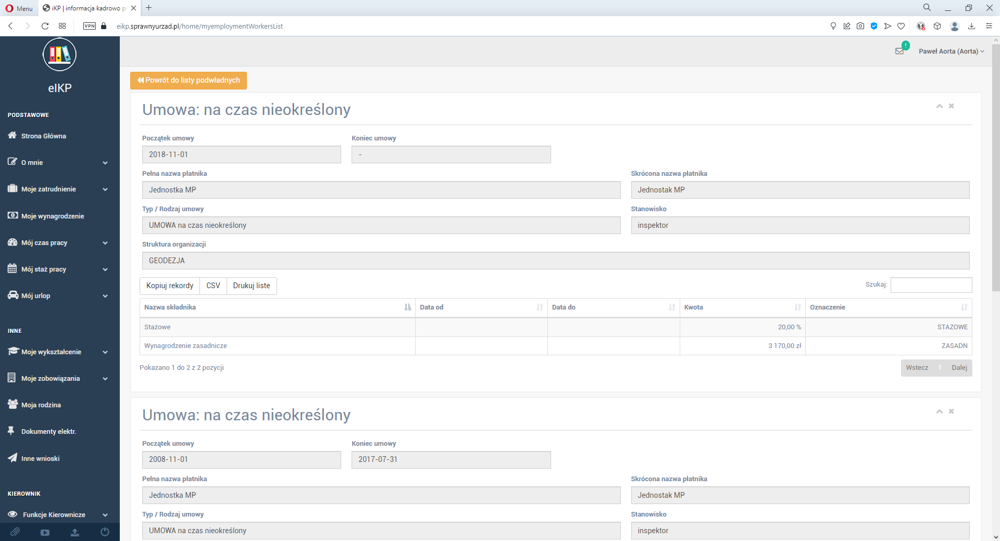 Menu
iKP | informacja kadrowo p
VPN
eikp.sprawnyurzad.pl/home/myemploymentWorkersList
eIKP
PODSTAWOWE
Strona Główna
O mnie
Moje zatrudnienie
Moje wynagrodzenie
Mój czas pracy
Mój staż pracy
Mój urlop
INNE
Moje wykształcenie
Moje zobowiązania
Moja rodzina
Dokumenty elektr.
Inne wnioski
KIEROWNIK
Funkcje Kierownicze
!
Paweł Aorta (Aorta)
Powrót do listy podwładnych
Umowa: na czas nieokreślony
Początek umowy
Koniec umowy
2018-11-01
-
Pełna nazwa płatnika
Skrócona nazwa płatnika
Jednostka MP
Jednostak MP
Typ / Rodzaj umowy
Stanowisko
UMOWA na czas nieokreślony
inspektor
Struktura organizacji
GEODEZJA
Kopiuj rekordy
CSV
Drukuj liste
Szukaj:
Nazwa składnika
Data od
Data do
Kwota
Oznaczenie
Stażowe
20,00 %
STAZOWE
Wynagrodzenie zasadnicze
3 170,00 zł
ZASADN
Pokazano 1 do 2 z 2 pozycji
Wstecz
1
Dalej
Umowa: na czas nieokreślony
Początek umowy
Koniec umowy
2008-11-01
2017-07-31
Pełna nazwa płatnika
Skrócona nazwa płatnika
Jednostka MP
Jednostak MP
Typ / Rodzaj umowy
Stanowisko
UMOWA na czas nieokreślony
inspektor